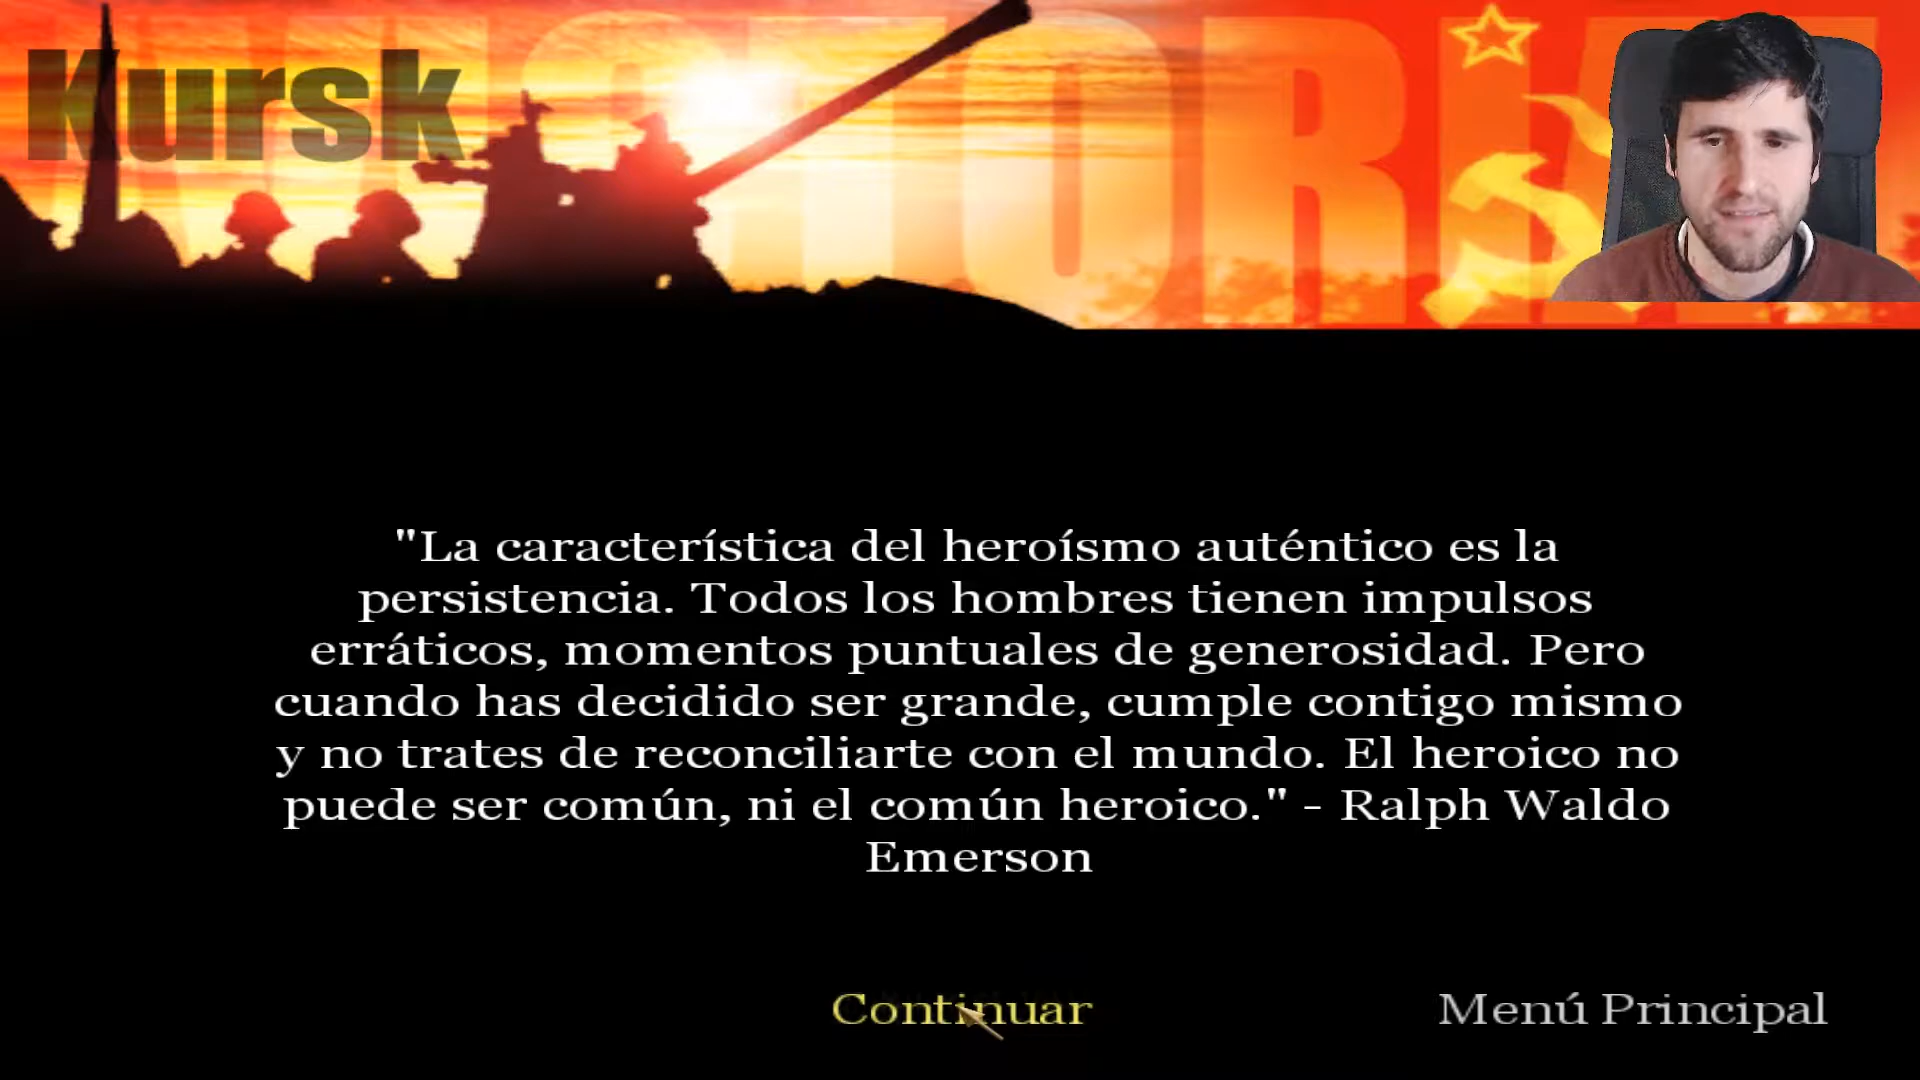 Kursk
VICTORIA
"La característica del heroísmo auténtico es la
persistencia. Todos los hombres tienen impulsos
erráticos, momentos puntuales de generosidad. Pero
cuando has decidido ser grande, cumple contigo mismo
y no trates de reconciliarte con el mundo. El heroico no
puede ser común, ni el común heroico." - Ralph Waldo
Emerson
Continuar
Menú Principal